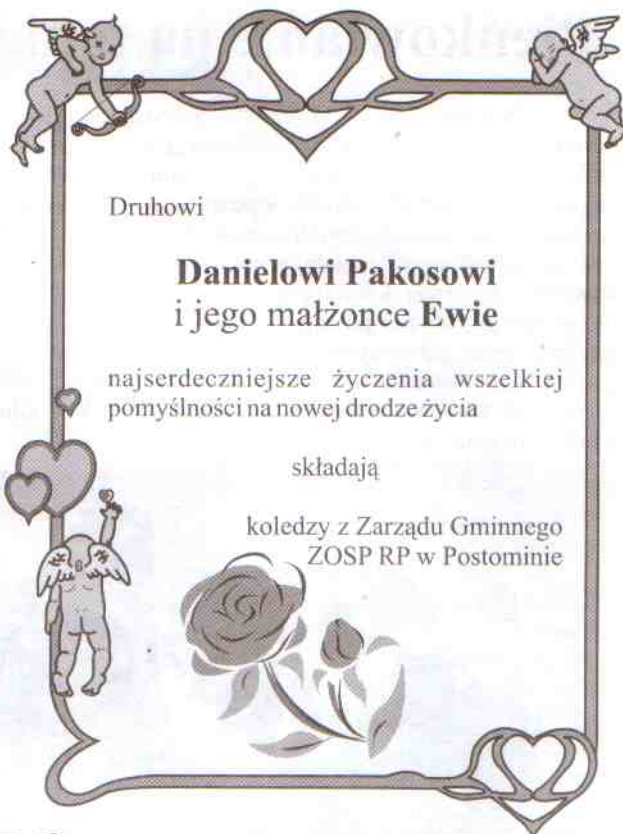 Druhowi
Danielowi Pakosowi
i jego małżonce Ewie
najserdeczniejsze życzenia wszelkiej
pomyślności na nowej drodze życia
składają
koledzy z Zarządu Gminnego
ZOSP RP w Postominie